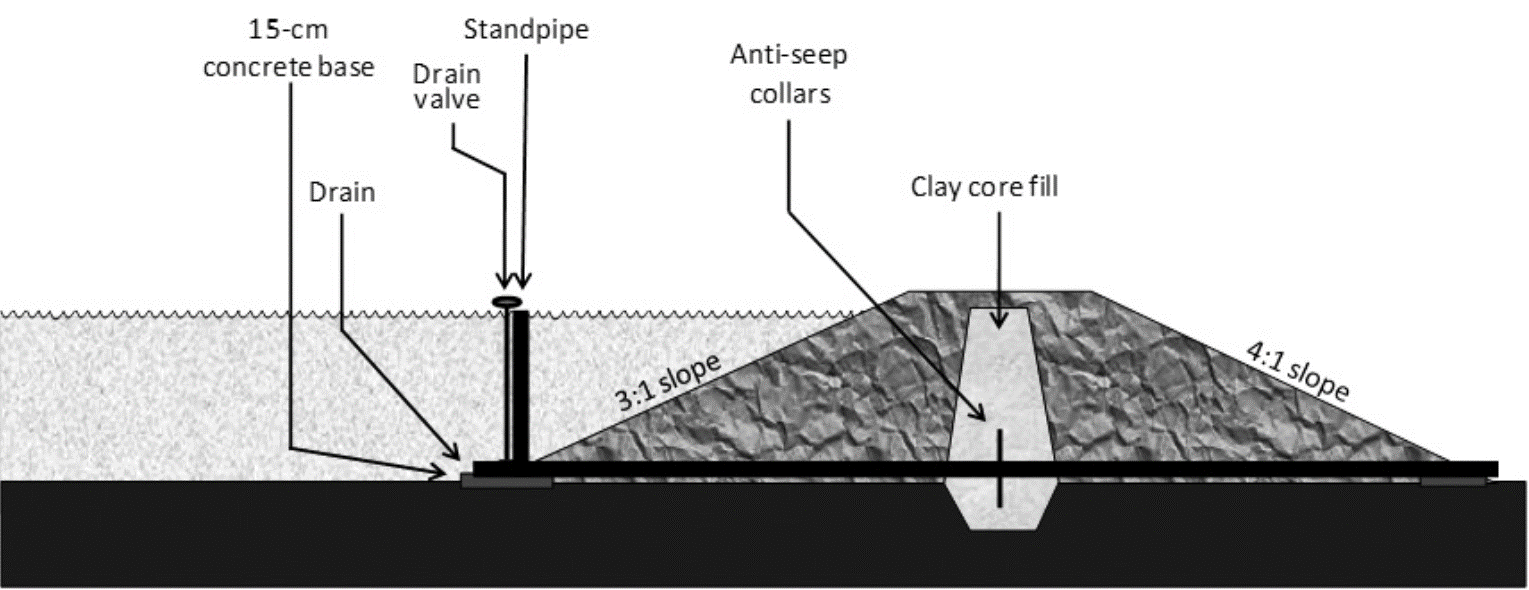 15-cm
concrete base
Standpipe
Drain
valve
Anti-seep
collars
Drain
Clay core fill
3:1 slope
4:1 slope